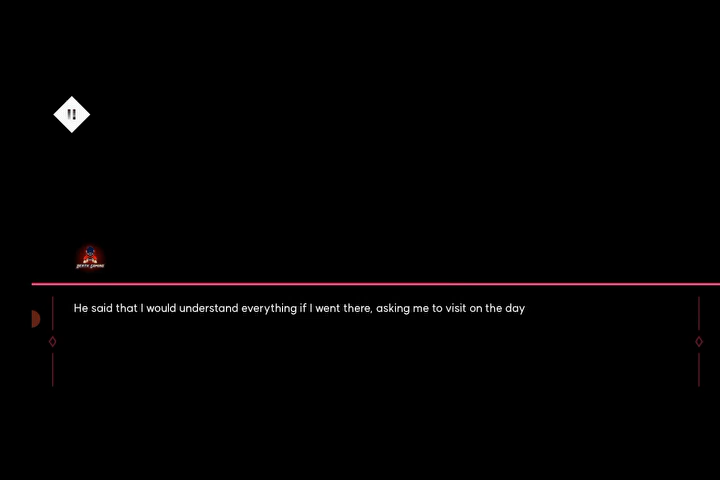 He said that I would understand everything if I went there, asking me to visit on the day